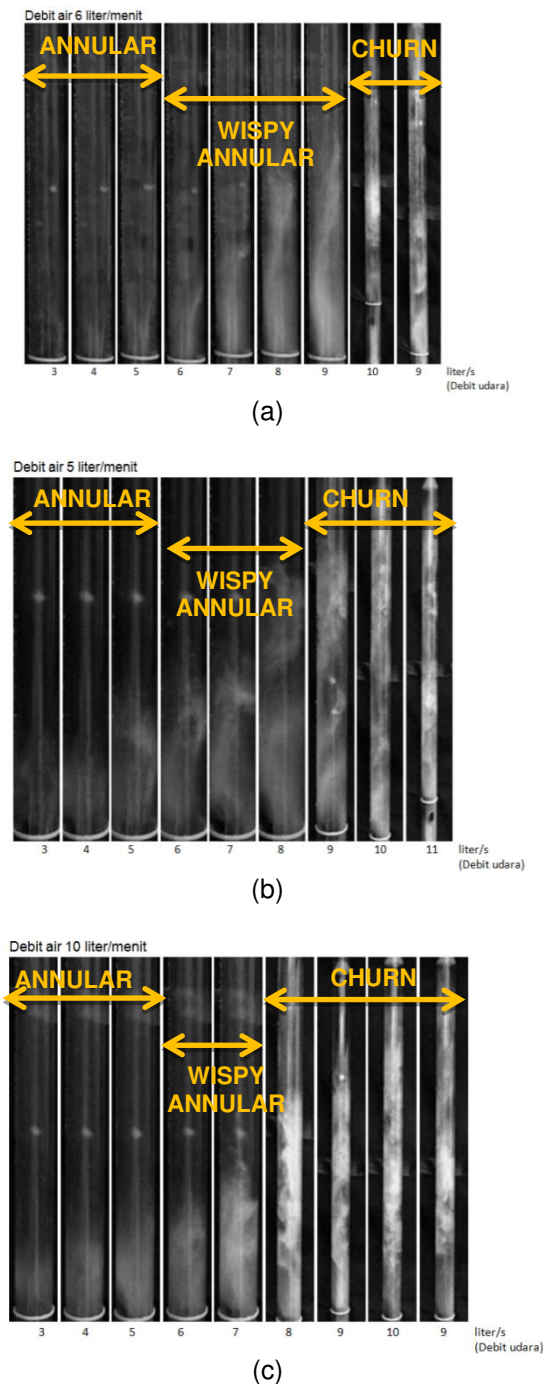 Debit air 6 liter/menit
ANNULAR
CHURN
WISPY
ANNULAR
3 4 5 6 7 8 9 10 9 liter/s
(Debit udara)
(a)
Debit air 5 liter/menit
ANNULAR
CHURN
WISPY
ANNULAR
3 4 5 6 7 8 9 10 11 liter/s
(Debit udara)
(b)
Debit air 10 liter/menit
ANNULAR
CHURN
WISPY
ANNULAR
3 4 5 6 7 8 9 10 9 liter/s
(Debit udara)
(c)